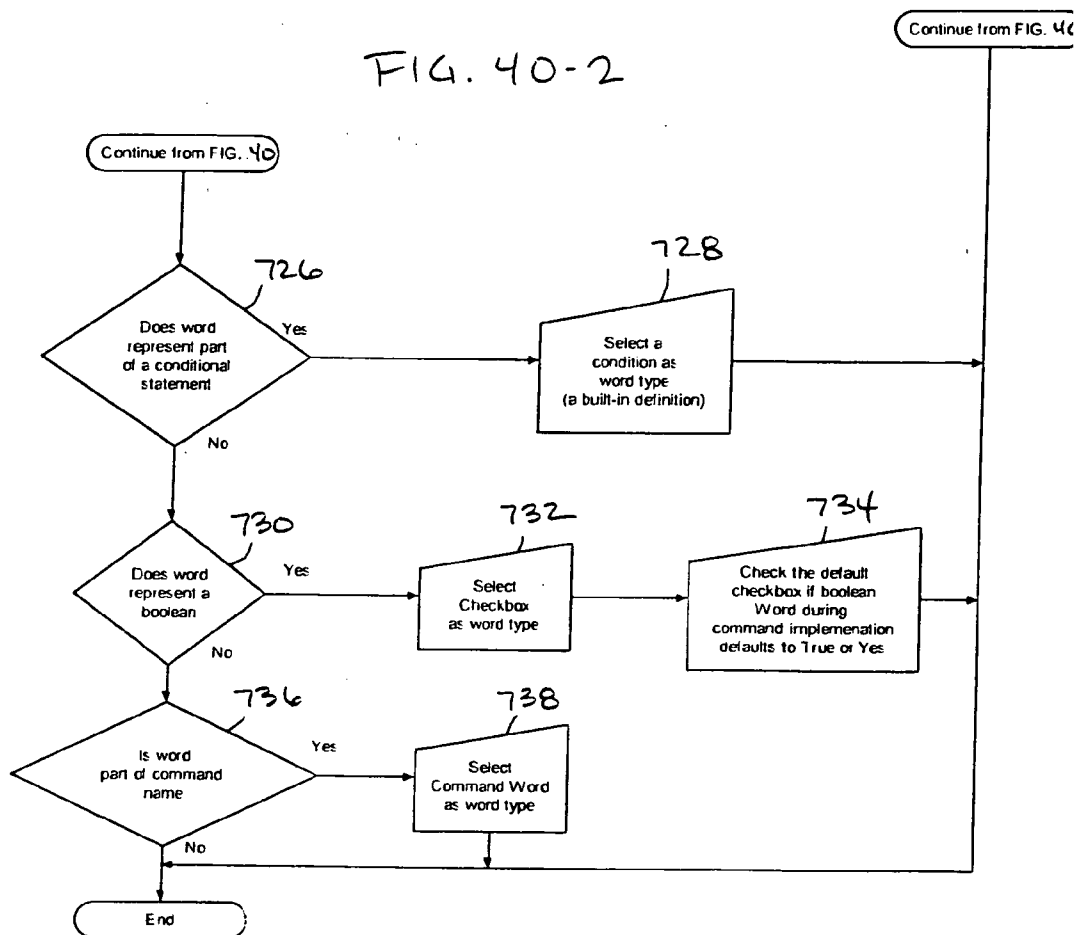 Continue from FIG. 40
FIG. 40-2
Continue from FIG. 40
726
728
Does word
represent part
of a conditional
statement
Yes
Select a
condition as
word type
(a built-in definition)
No
730
732
734
Does word
represent a
boolean
Yes
Select
Checkbox
as word type
Check the default
checkbox if boolean
Word during
command implemenation
defaults to True or Yes
No
736
738
Is word
part of command
name
Yes
Select
Command Word
as word type
No
End